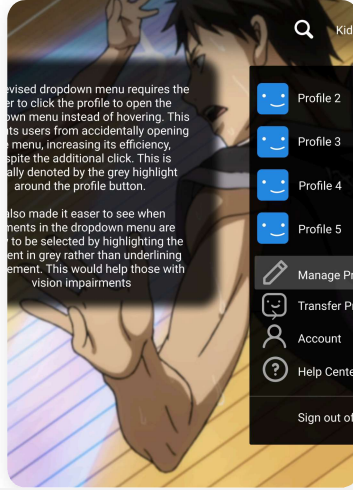 Kid
evised dropdown menu requires the
er to click the profile to open the
own menu instead of hovering. This
ts users from accidentally opening
menu, increasing its efficiency,
spite the additional click. This is
ally denoted by the grey highlight
around the profile button.
also made it easer to see when
ments in the dropdown menu are
to be selected by highlighting the
ent in grey rather than underlining
ement. This would help those with
vision impairments
Profile 2
Profile 3
Profile 4
Profile 5
Manage Pr
Transfer Pr
Account
Help Cente
Sign out of